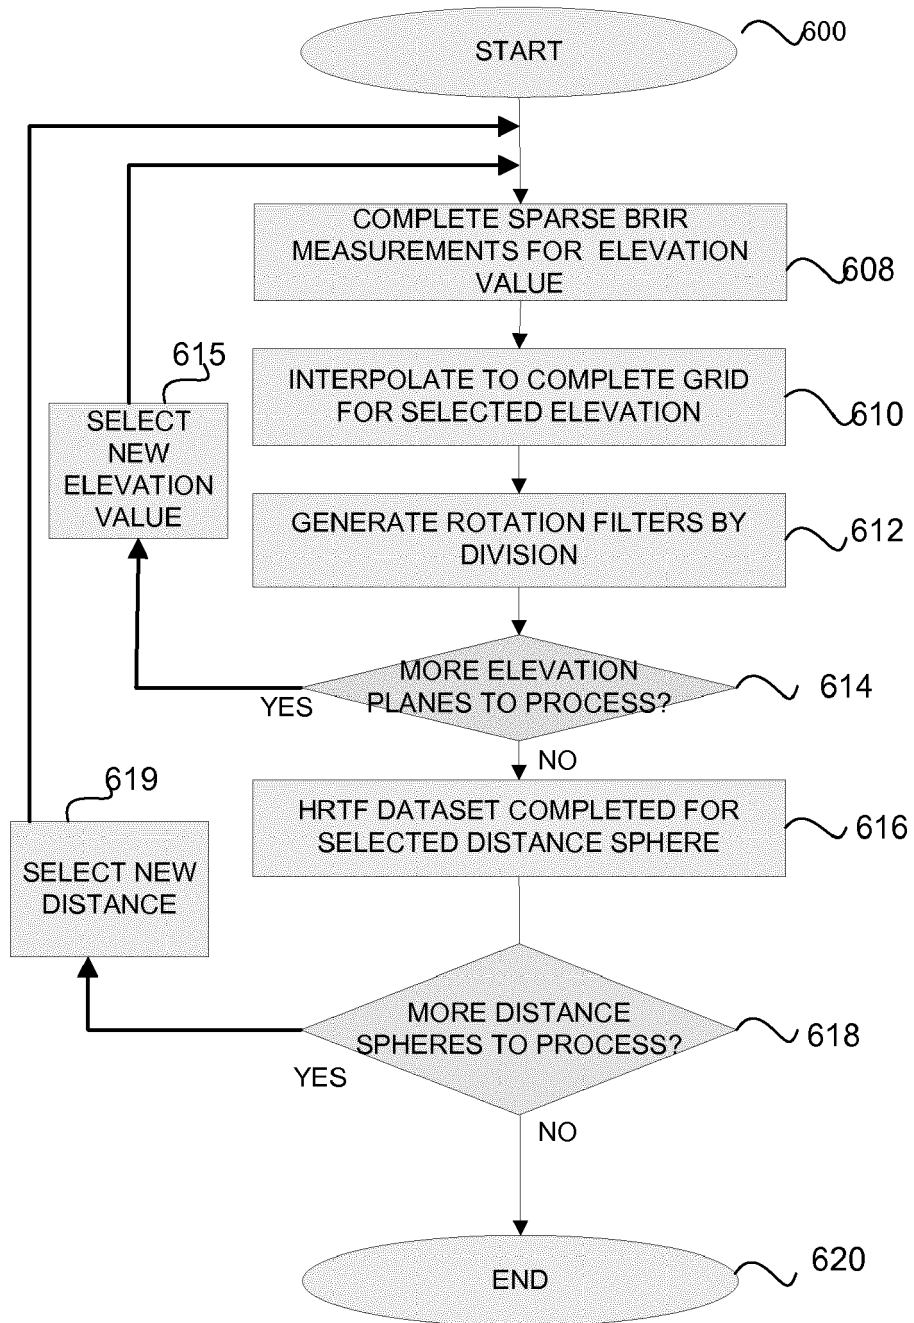 START
600
COMPLETE SPARSE BRIR
MEASUREMENTS FOR ELEVATION
VALUE
608
615
INTERPOLATE TO COMPLETE GRID
FOR SELECTED ELEVATION
610
SELECT
NEW
ELEVATION
VALUE
GENERATE ROTATION FILTERS BY
DIVISION
612
MORE ELEVATION
PLANES TO PROCESS?
614
YES
NO
619
HRTF DATASET COMPLETED FOR
SELECTED DISTANCE SPHERE
616
SELECT NEW
DISTANCE
MORE DISTANCE
SPHERES TO PROCESS?
618
YES
NO
END
620